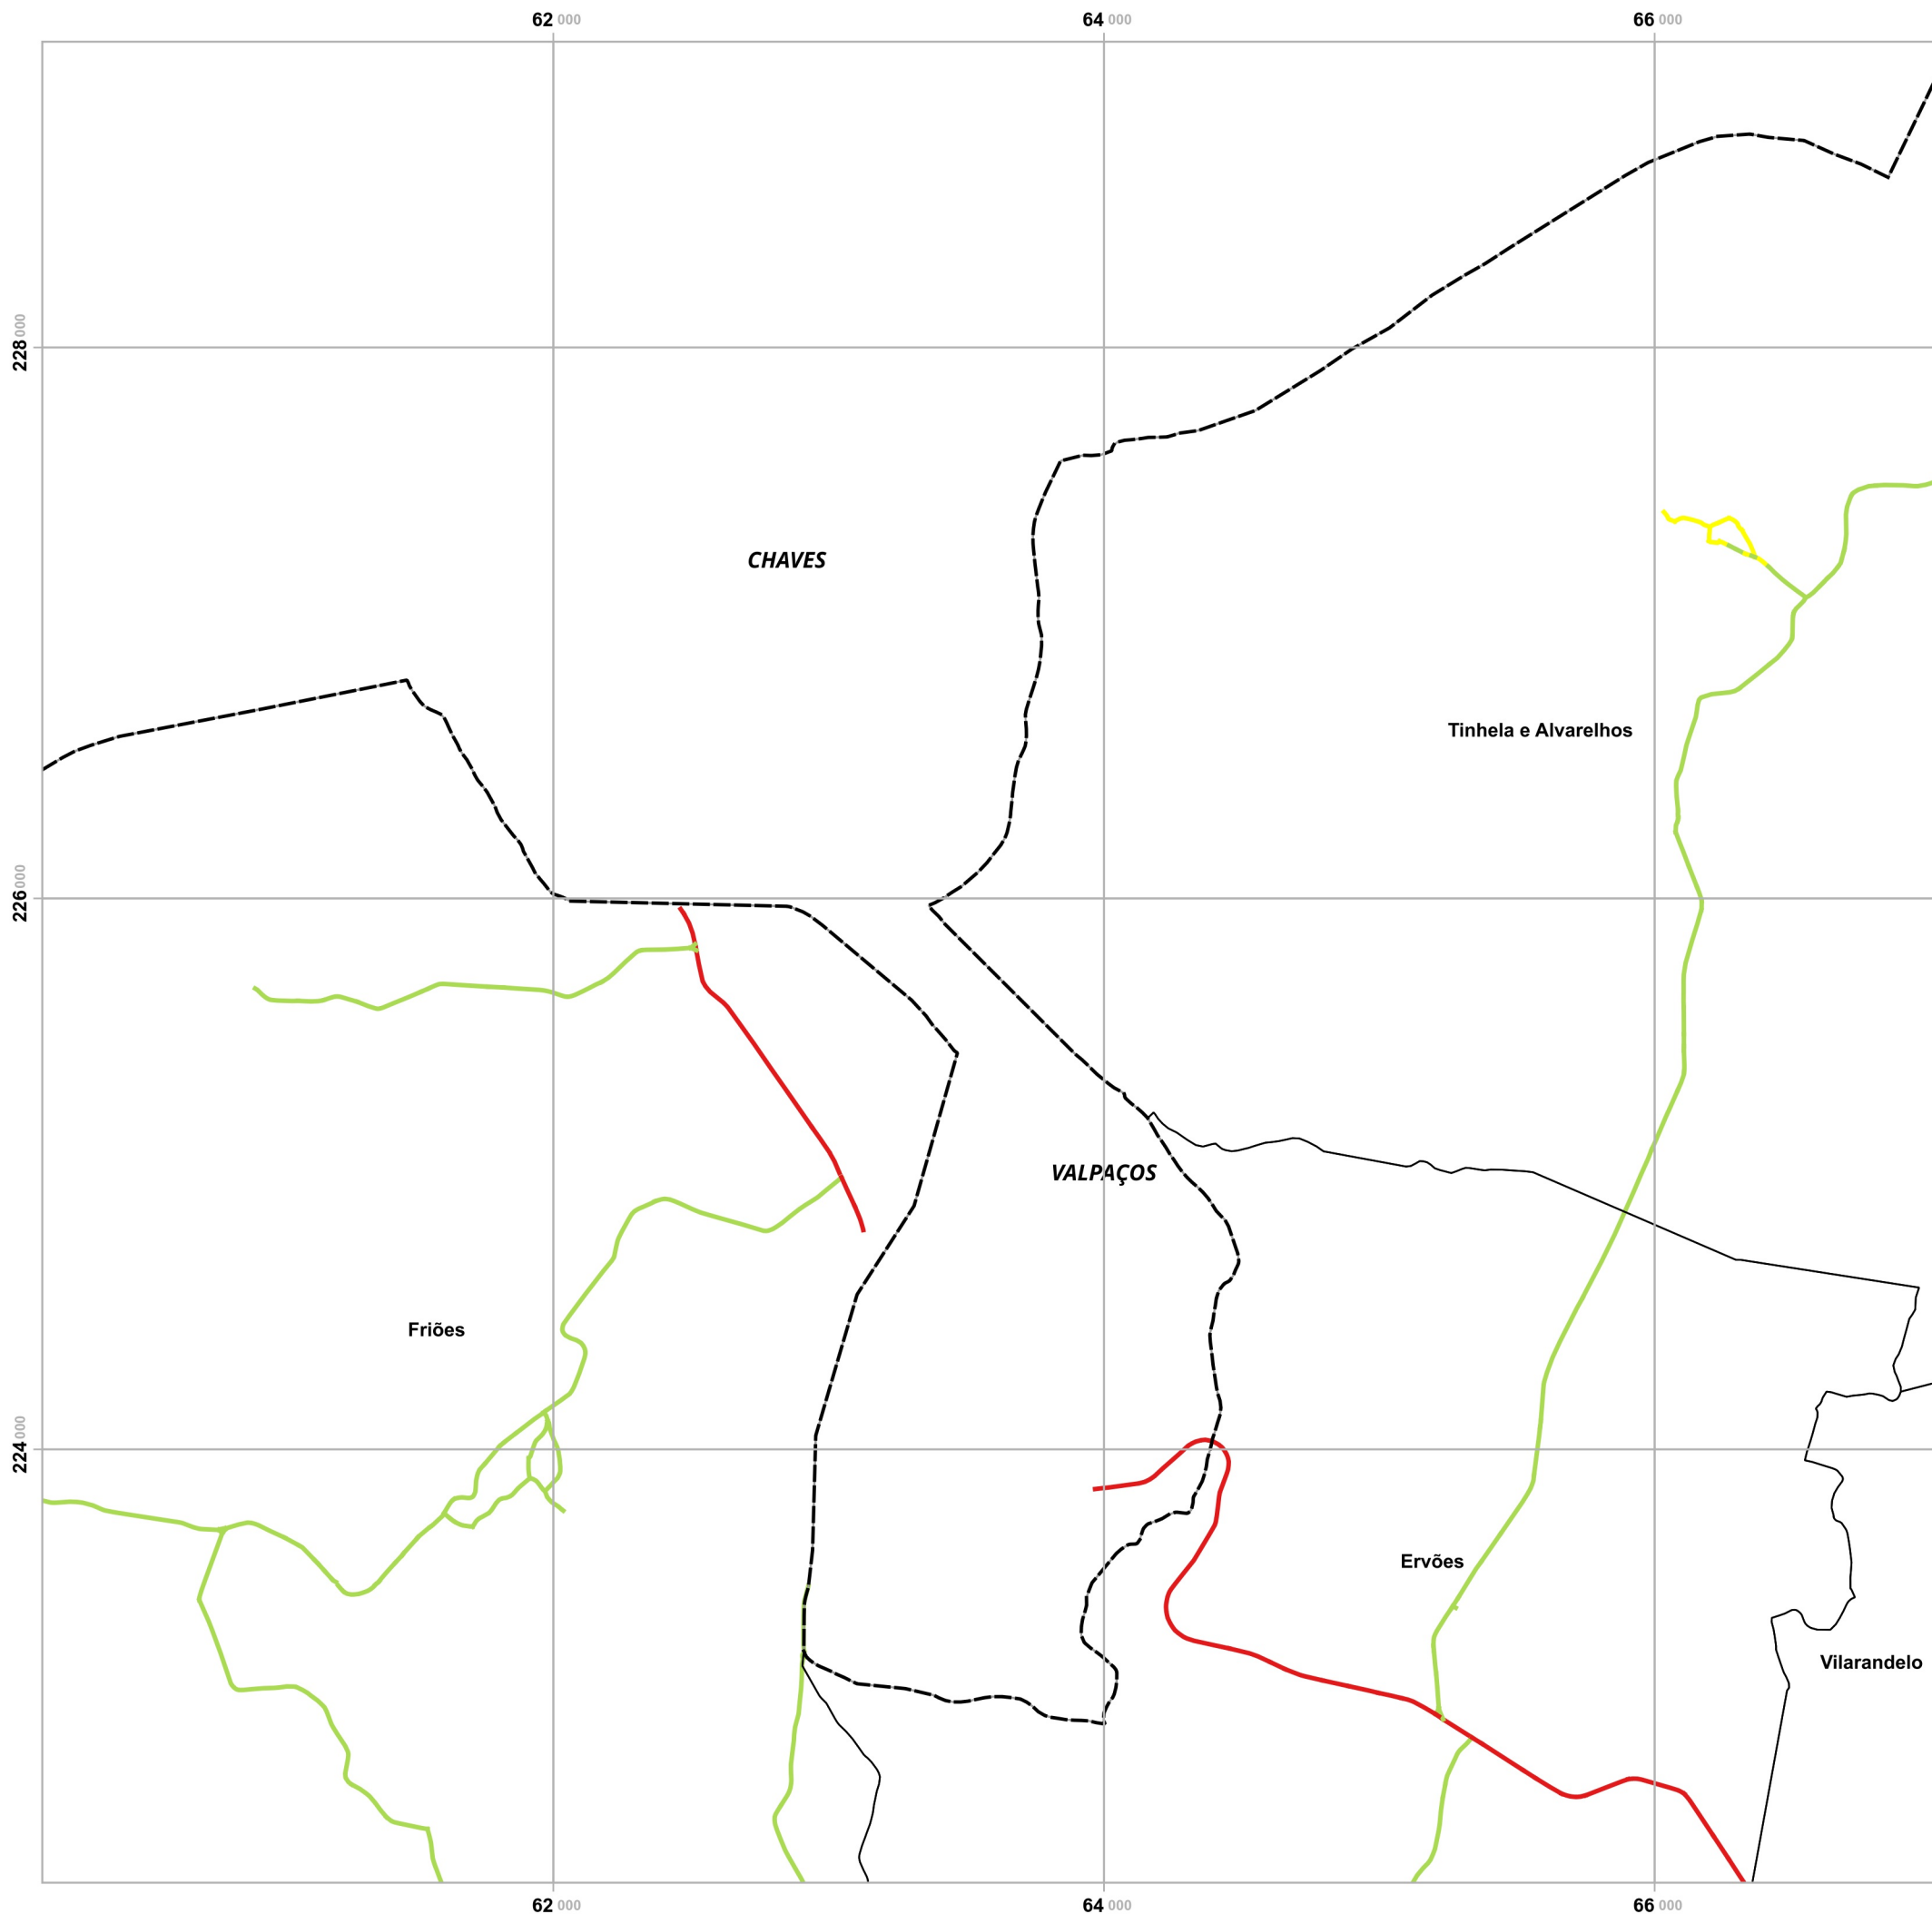 62 000
64 000
66 000
228 000
CHAVES
Tinhela e Alvarelhos
226 000
VALPAÇOS
Friões
224 000
Ervões
Vilarandelo
62 000
64 000
66 000